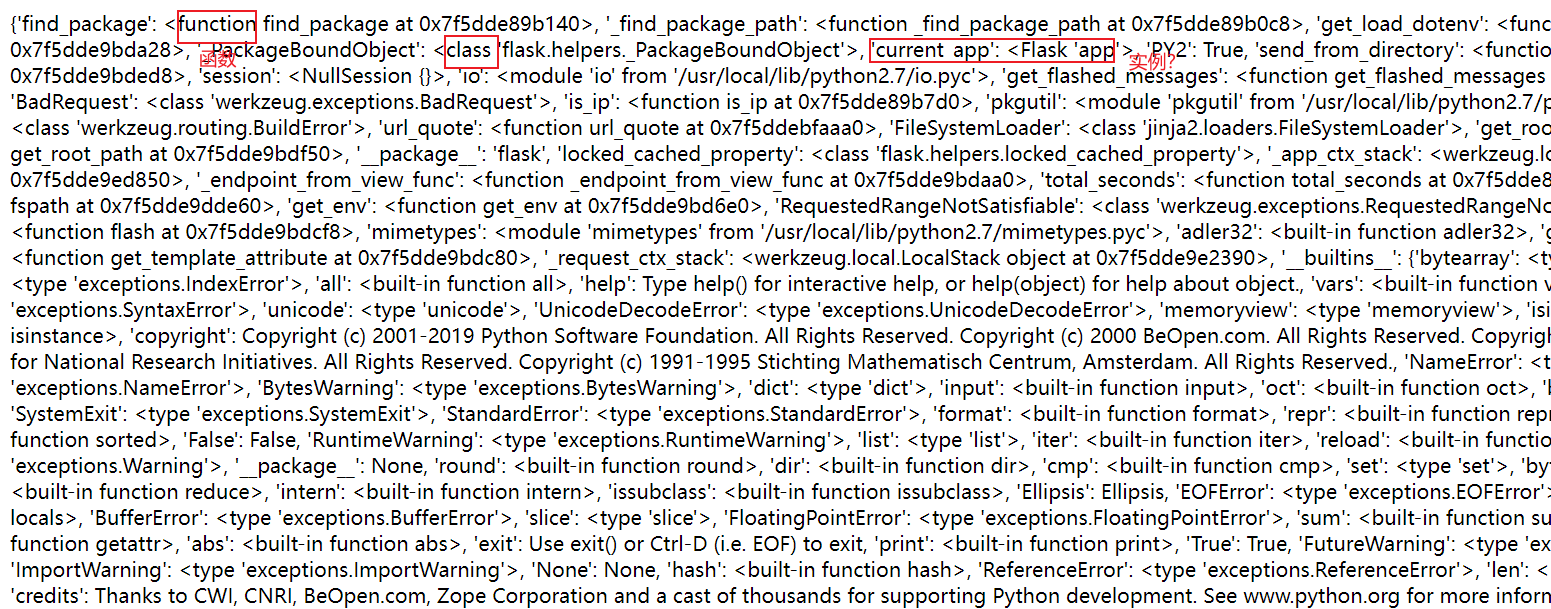 {'find_package': <function find_package at 0x7f5dde89b140>, '_find_package_path': <function _find_package_path at 0x7f5dde89b0c8>, 'get_load_dotenv': <func
0x7f5dde9bda28>, '_PackageBoundObject': <class 'flask.helpers._PackageBoundObject'>, 'current_app': <Flask 'app'>, 'PY2': True, 'send_from_directory': <functio
函数 实例?
0x7f5dde9bded8>, 'session': <NullSession {}>, 'io': <module 'io' from '/usr/local/lib/python2.7/io.pyc'>, 'get_flashed_messages': <function get_flashed_messages
'BadRequest': <class 'werkzeug.exceptions.BadRequest'>, 'is_ip': <function is_ip at 0x7f5dde89b7d0>, 'pkgutil': <module 'pkgutil' from '/usr/local/lib/python2.7/p
<class 'werkzeug.routing.BuildError'>, 'url_quote': <function url_quote at 0x7f5ddebfaaa0>, 'FileSystemLoader': <class 'jinja2.loaders.FileSystemLoader'>, 'get_roo
get_root_path at 0x7f5dde9bdf50>, '__package__': 'flask', 'locked_cached_property': <class 'flask.helpers.locked_cached_property'>, '_app_ctx_stack': <werkzeug.lo
0x7f5dde9ed850>, '_endpoint_from_view_func': <function _endpoint_from_view_func at 0x7f5dde9bdaa0>, 'total_seconds': <function total_seconds at 0x7f5dde8
fspath at 0x7f5dde9dde60>, 'get_env': <function get_env at 0x7f5dde9bd6e0>, 'RequestedRangeNotSatisfiable': <class 'werkzeug.exceptions.RequestedRangeNo
<function flash at 0x7f5dde9bdcf8>, 'mimetypes': <module 'mimetypes' from '/usr/local/lib/python2.7/mimetypes.pyc'>, 'adler32': <built-in function adler32>, 'g
<function get_template_attribute at 0x7f5dde9bdc80>, '_request_ctx_stack': <werkzeug.local.LocalStack object at 0x7f5dde9e2390>, '__builtins__': {'bytearray': <ty
<type 'exceptions.IndexError'>, 'all': <built-in function all>, 'help': Type help() for interactive help, or help(object) for help about object., 'vars': <built-in function v
'exceptions.SyntaxError'>, 'unicode': <type 'unicode'>, 'UnicodeDecodeError': <type 'exceptions.UnicodeDecodeError'>, 'memoryview': <type 'memoryview'>, 'isi
isinstance>, 'copyright': Copyright (c) 2001-2019 Python Software Foundation. All Rights Reserved. Copyright (c) 2000 BeOpen.com. All Rights Reserved. Copyrigh
for National Research Initiatives. All Rights Reserved. Copyright (c) 1991-1995 Stichting Mathematisch Centrum, Amsterdam. All Rights Reserved., 'NameError': <t
'exceptions.NameError'>, 'BytesWarning': <type 'exceptions.BytesWarning'>, 'dict': <type 'dict'>, 'input': <built-in function input>, 'oct': <built-in function oct>, 'b
'SystemExit': <type 'exceptions.SystemExit'>, 'StandardError': <type 'exceptions.StandardError'>, 'format': <built-in function format>, 'repr': <built-in function repr
function sorted>, 'False': False, 'RuntimeWarning': <type 'exceptions.RuntimeWarning'>, 'list': <type 'list'>, 'iter': <built-in function iter>, 'reload': <built-in functio
'exceptions.Warning'>, '__package__': None, 'round': <built-in function round>, 'dir': <built-in function dir>, 'cmp': <built-in function cmp>, 'set': <type 'set'>, 'by
<built-in function reduce>, 'intern': <built-in function intern>, 'issubclass': <built-in function issubclass>, 'Ellipsis': Ellipsis, 'EOFError': <type 'exceptions.EOFError'>
locals>, 'BufferError': <type 'exceptions.BufferError'>, 'slice': <type 'slice'>, 'FloatingPointError': <type 'exceptions.FloatingPointError'>, 'sum': <built-in function su
function getattr>, 'abs': <built-in function abs>, 'exit': Use exit() or Ctrl-D (i.e. EOF) to exit, 'print': <built-in function print>, 'True': True, 'FutureWarning': <type 'ex
'ImportWarning': <type 'exceptions.ImportWarning'>, 'None': None, 'hash': <built-in function hash>, 'ReferenceError': <type 'exceptions.ReferenceError'>, 'len': <
'credits': Thanks to CWI, CNRI, BeOpen.com, Zope Corporation and a cast of thousands for supporting Python development. See www.python.org for more inform